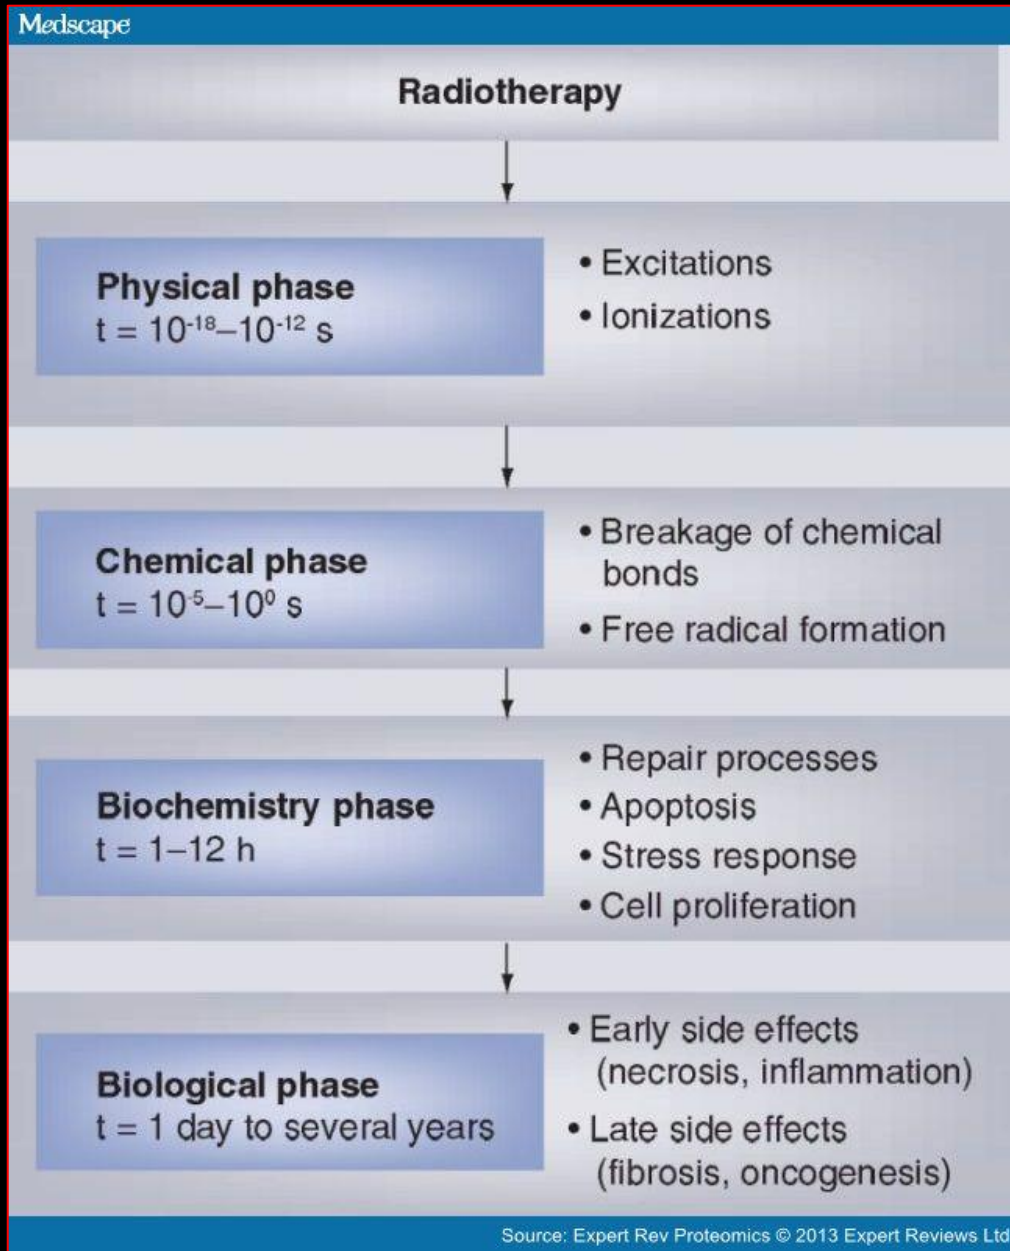 Medscape
Radiotherapy
Physical phase
t = 10⁻¹⁸–10⁻¹² s
• Excitations
• Ionizations
Chemical phase
t = 10⁻⁵–10⁰ s
• Breakage of chemical
bonds
• Free radical formation
Biochemistry phase
t = 1–12 h
• Repair processes
• Apoptosis
• Stress response
• Cell proliferation
Biological phase
t = 1 day to several years
• Early side effects
(necrosis, inflammation)
• Late side effects
(fibrosis, oncogenesis)
Source: Expert Rev Proteomics © 2013 Expert Reviews Ltd